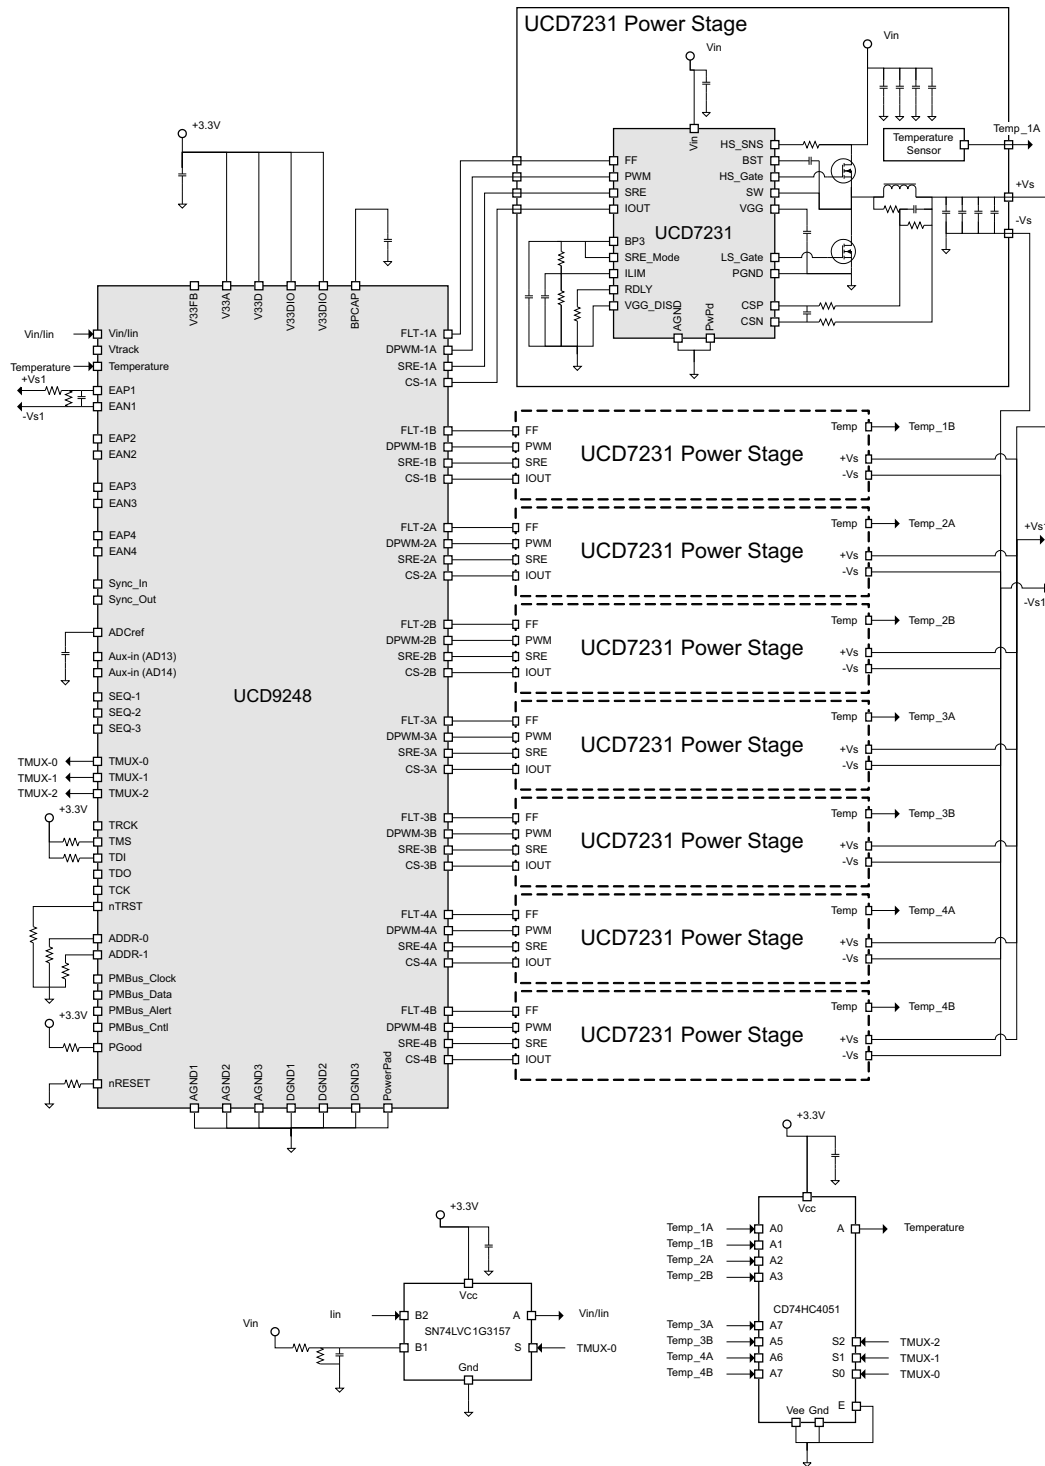 UCD7231 Power Stage
Vin
Vin
+3.3V
Temperature
Sensor
Temp_1A
+Vs
-Vs
Vin
FF
PWM
SRE
IOUT
BP3
SRE_Mode
ILIM
RDLY
VGG_DISD
UCD7231
HS_SNS
BST
HS_Gate
SW
VGG
LS_Gate
PGND
CSP
CSN
AGND
PwPd
V33FB
V33A
V33D
V33DIO
V33DIO
BPCAP
Vin/Iin
Temperature
+Vs1
-Vs1
Vin/Iin
Vtrack
Temperature
EAP1
EAN1
EAP2
EAN2
EAP3
EAN3
EAP4
EAN4
Sync_In
Sync_Out
ADCref
Aux-in (AD13)
Aux-in (AD14)
SEQ-1
SEQ-2
SEQ-3
TMUX-0 TMUX-0
TMUX-1 TMUX-1
TMUX-2 TMUX-2
+3.3V
TRCK
TMS
TDI
TDO
TCK
nTRST
ADDR-0
ADDR-1
PMBus_Clock
PMBus_Data
PMBus_Alert
PMBus_Cntl
+3.3V
PGood
nRESET
UCD9248
AGND1
AGND2
AGND3
DGND1
DGND2
DGND3
PowerPad
FLT-1A
DPWM-1A
SRE-1A
CS-1A
FLT-1B
DPWM-1B
SRE-1B
CS-1B
FF
PWM
SRE
IOUT
UCD7231 Power Stage
Temp
+Vs
-Vs
Temp_1B
FLT-2A
DPWM-2A
SRE-2A
CS-2A
FF
PWM
SRE
IOUT
UCD7231 Power Stage
Temp
+Vs
-Vs
Temp_2A
+Vs1
-Vs1
FLT-2B
DPWM-2B
SRE-2B
CS-2B
FF
PWM
SRE
IOUT
UCD7231 Power Stage
Temp
+Vs
-Vs
Temp_2B
FLT-3A
DPWM-3A
SRE-3A
CS-3A
FF
PWM
SRE
IOUT
UCD7231 Power Stage
Temp
+Vs
-Vs
Temp_3A
FLT-3B
DPWM-3B
SRE-3B
CS-3B
FF
PWM
SRE
IOUT
UCD7231 Power Stage
Temp
+Vs
-Vs
Temp_3B
FLT-4A
DPWM-4A
SRE-4A
CS-4A
FF
PWM
SRE
IOUT
UCD7231 Power Stage
Temp
+Vs
-Vs
Temp_4A
FLT-4B
DPWM-4B
SRE-4B
CS-4B
FF
PWM
SRE
IOUT
UCD7231 Power Stage
Temp
+Vs
-Vs
Temp_4B
+3.3V
Vcc
Iin
Vin
B2
B1
SN74LVC1G3157
A
S
Gnd
Vin/Iin
TMUX-0
+3.3V
Vcc
Temp_1A A0
Temp_1B A1
Temp_2A A2
Temp_2B A3
Temp_3A A7
Temp_3B A5
Temp_4A A6
Temp_4B A7
CD74HC4051
A Temperature
S2 TMUX-2
S1 TMUX-1
S0 TMUX-0
E
Vee Gnd